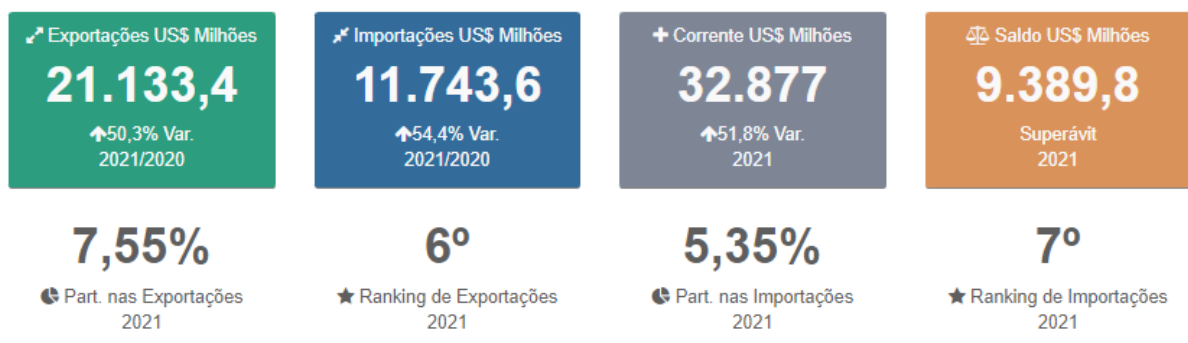 Exportações US$ Milhões
21.133,4
50,3% Var.
2021/2020
Importações US$ Milhões
11.743,6
54,4% Var.
2021/2020
Corrente US$ Milhões
32.877
51,8% Var.
2021
Saldo US$ Milhões
9.389,8
Superávit
2021
7,55%
Part. nas Exportações
2021
6º
Ranking de Exportações
2021
5,35%
Part. nas Importações
2021
7º
Ranking de Importações
2021